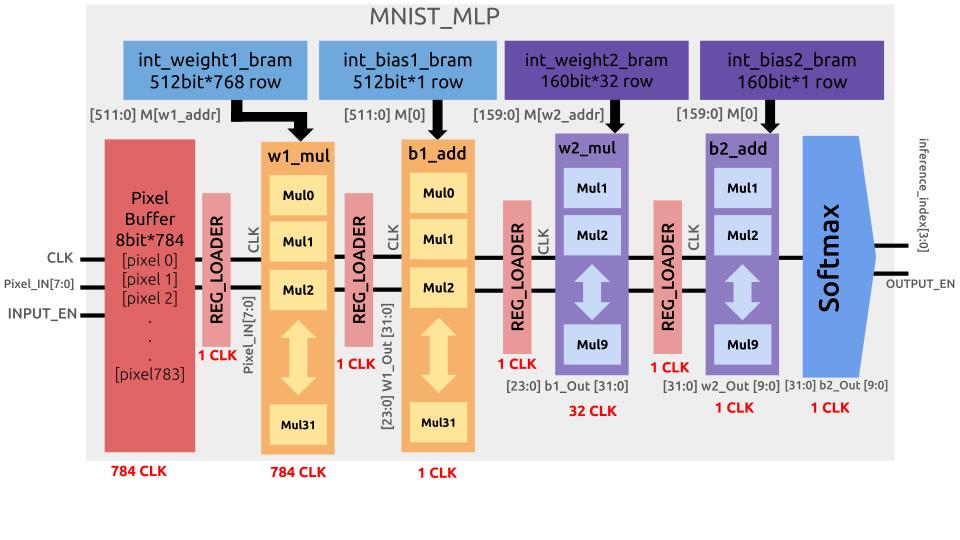 MNIST_MLP
int_weight1_bram
512bit*768 row
int_bias1_bram
512bit*1 row
int_weight2_bram
160bit*32 row
int_bias2_bram
160bit*1 row
[511:0] M[w1_addr]
[511:0] M[0]
[159:0] M[w2_addr]
[159:0] M[0]
Pixel
Buffer
8bit*784
[pixel 0]
[pixel 1]
[pixel 2]
.
.
.
[pixel783]
784 CLK
CLK
Pixel_IN[7:0]
INPUT_EN
REG_LOADER
1 CLK
CLK
Pixel_IN[7:0]
w1_mul
Mul0
Mul1
Mul2
Mul31
784 CLK
REG_LOADER
1 CLK
CLK
[23:0] W1_Out [31:0]
b1_add
Mul0
Mul1
Mul2
Mul31
1 CLK
REG_LOADER
1 CLK
CLK
[23:0] b1_Out [31:0]
w2_mul
Mul1
Mul2
Mul9
32 CLK
REG_LOADER
1 CLK
CLK
[31:0] w2_Out [9:0]
b2_add
Mul1
Mul2
Mul9
1 CLK
[31:0] b2_Out [9:0]
Softmax
1 CLK
inference_index[3:0]
OUTPUT_EN